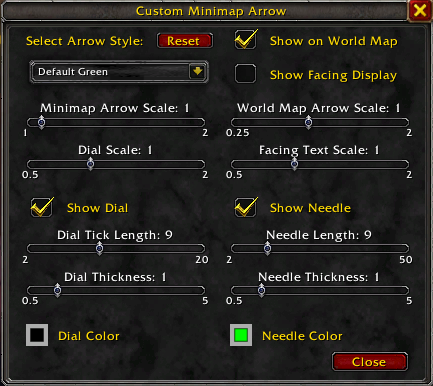 Custom Minimap Arrow
Select Arrow Style: Reset
Show on World Map
Default Green
Show Facing Display
Minimap Arrow Scale: 1
1 2
World Map Arrow Scale: 1
0.25 2
Dial Scale: 1
0.5 2
Facing Text Scale: 1
0.5 2
Show Dial
Show Needle
Dial Tick Length: 9
2 20
Needle Length: 9
2 50
Dial Thickness: 1
0.5 5
Needle Thickness: 1
0.5 5
Dial Color
Needle Color
Close